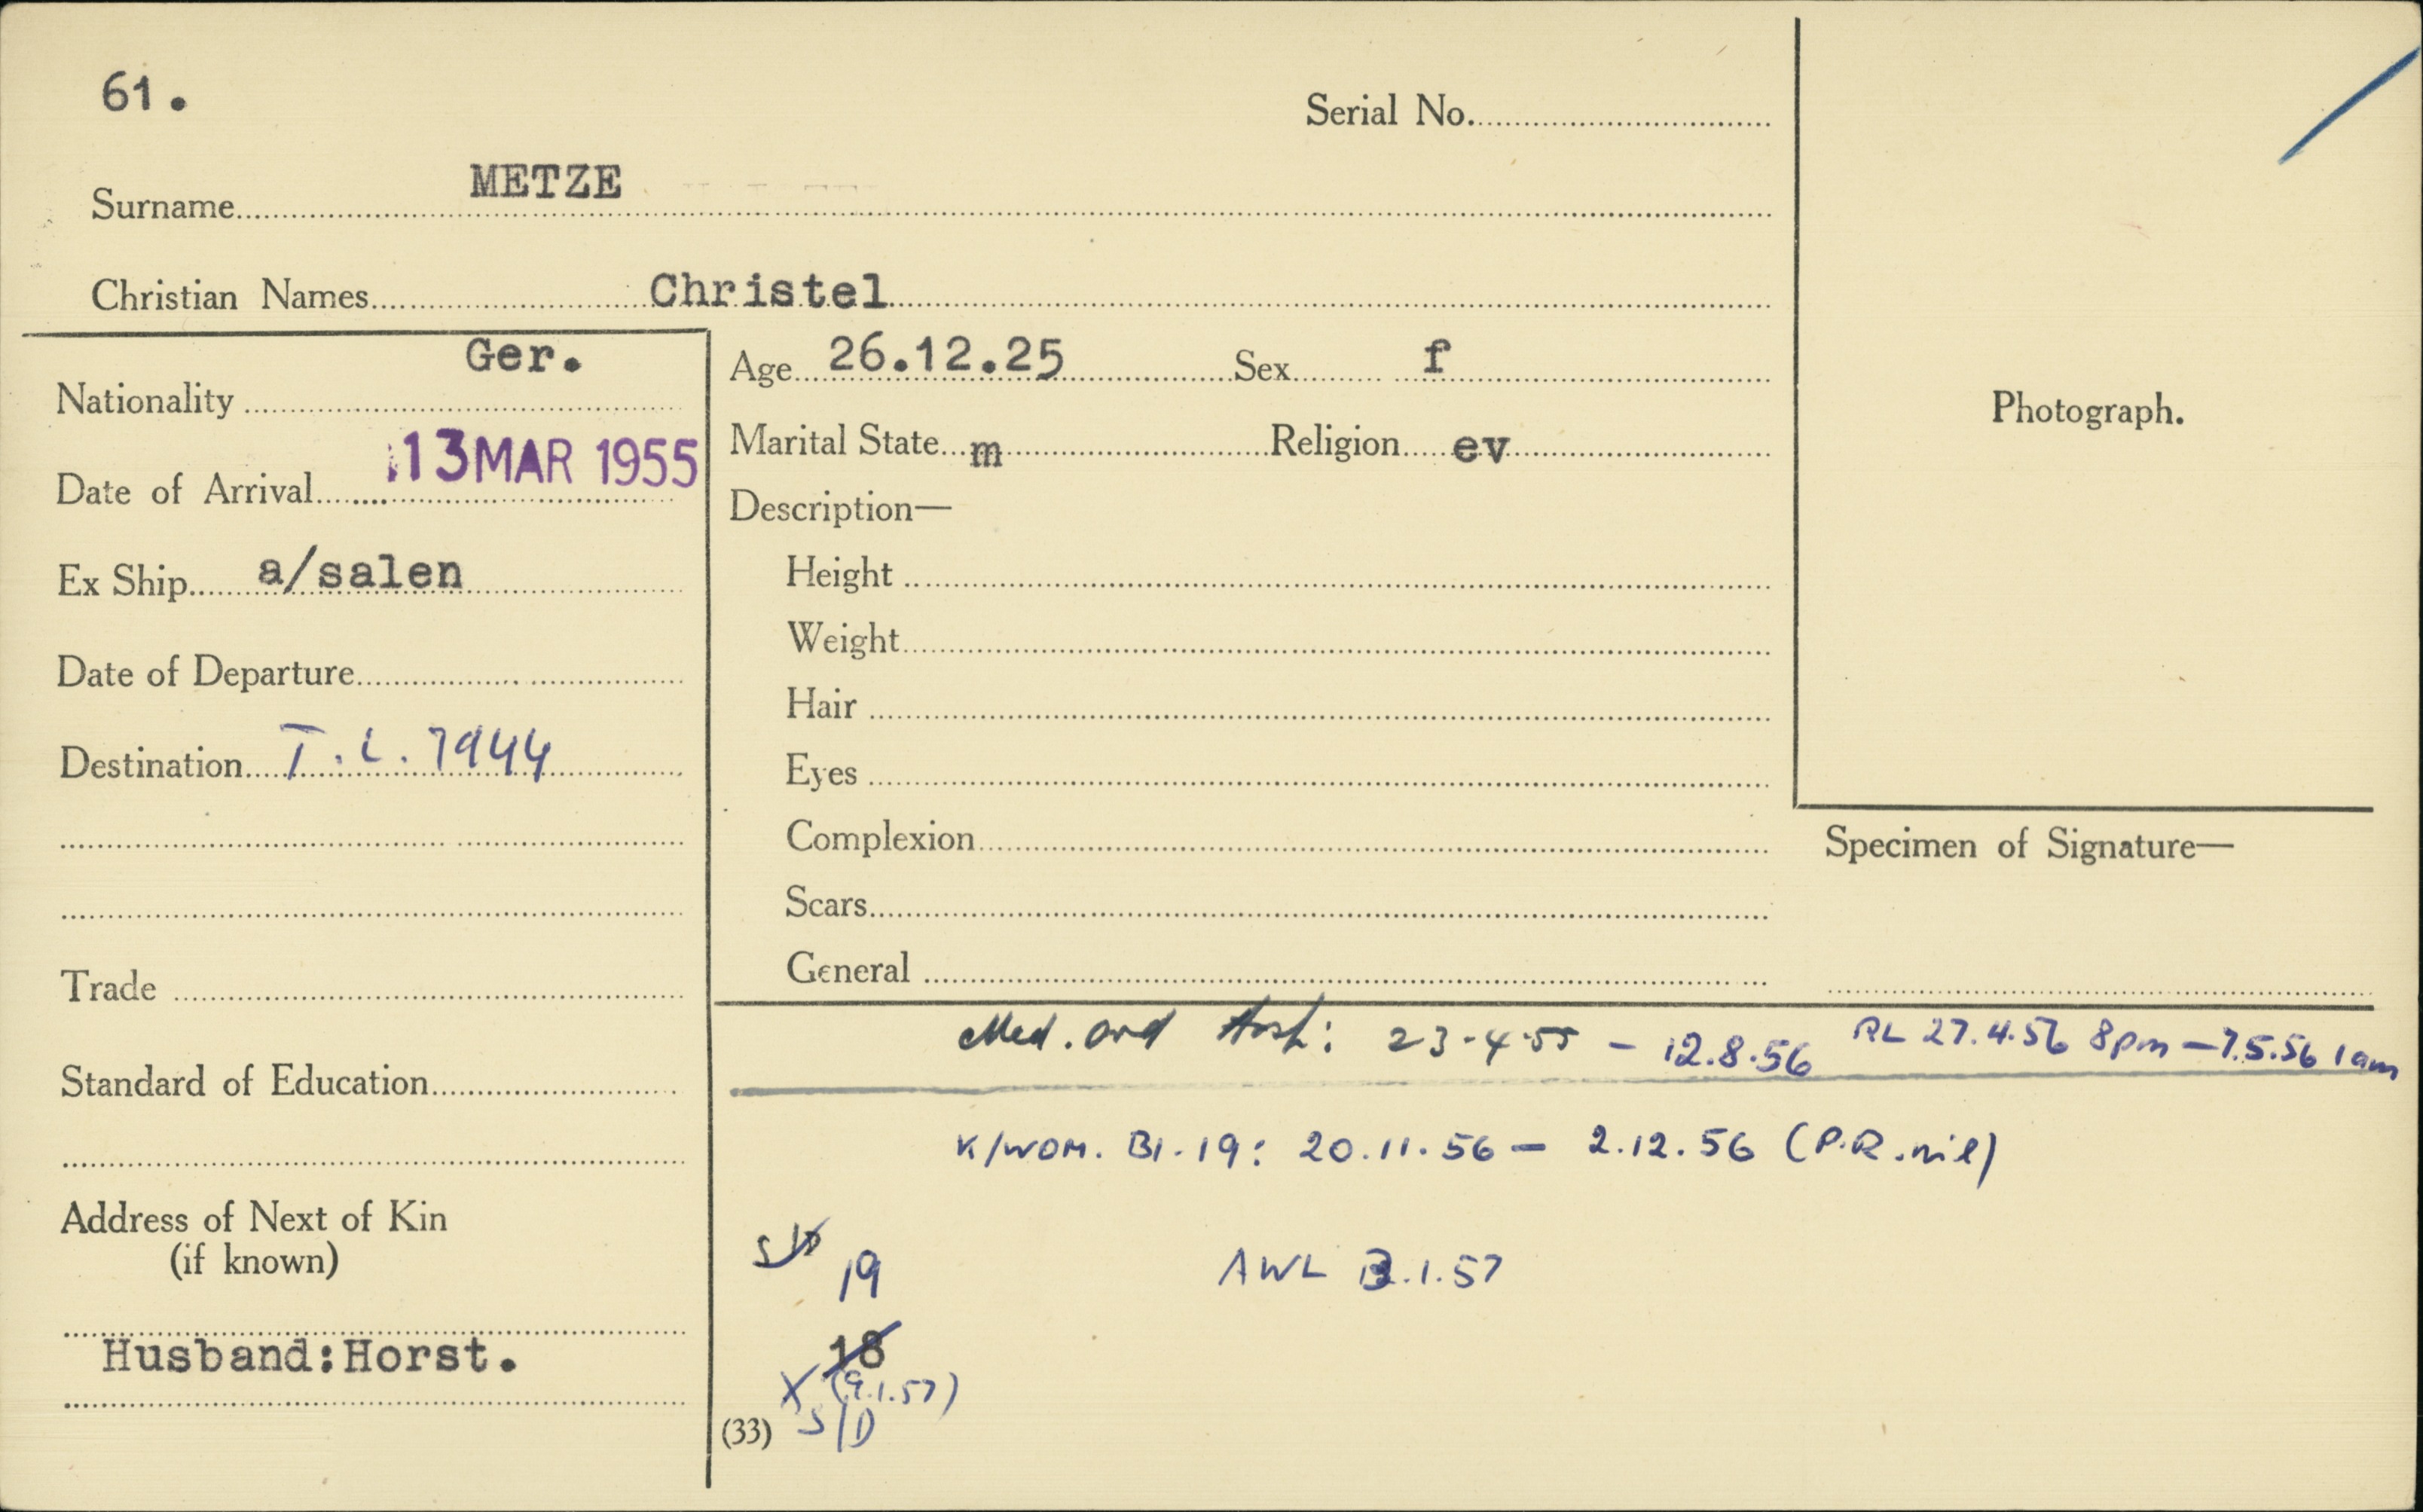 61.
Serial No.
Surname METZE
Christian Names Christel
Nationality Ger.
Date of Arrival 13 MAR 1955
Ex Ship a/salen
Date of Departure
Destination T.L. 7944
Trade
Standard of Education
Address of Next of Kin
(if known)
Husband:Horst.
Age 26.12.25 Sex f
Marital State m Religion ev
Description—
Height
Weight
Hair
Eyes
Complexion
Scars
General
Photograph.
Specimen of Signature—
Med. ord : 23-4-55 – 12.8.56 RL 27.4.56 8pm – 7.5.56 1am
K/WOM. Bl. 19: 20.11.56 – 2.12.56 (P.R. nil)
19
AWL .1.57
18
X (9.1.57)
(33) S/D